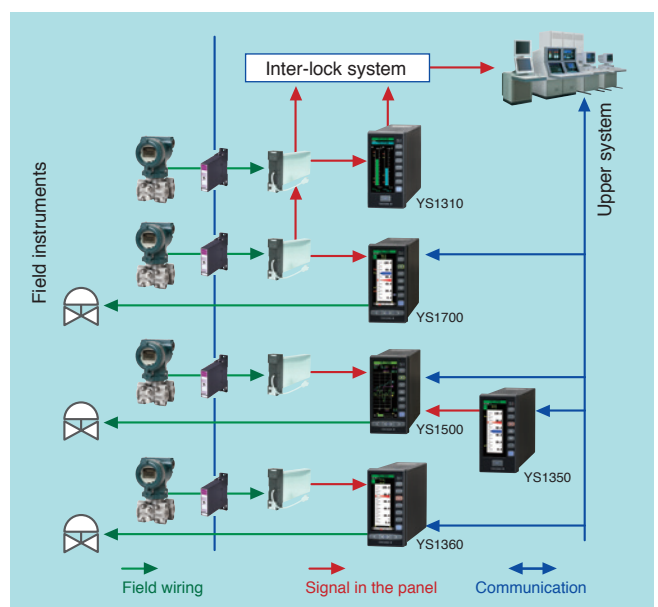 Inter-lock system
Upper system
Field instruments
YS1310
YS1700
YS1500
YS1350
YS1360
Field wiring
Signal in the panel
Communication